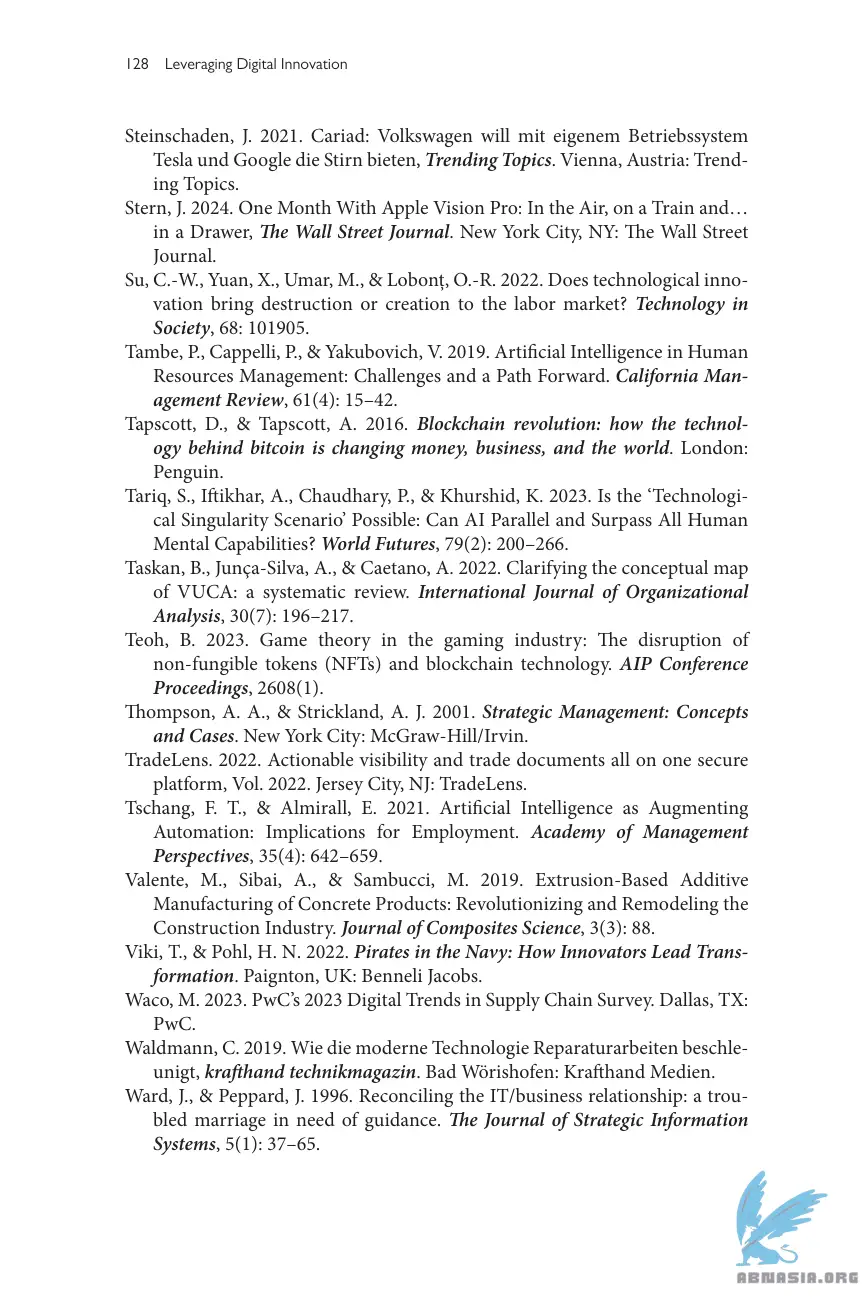 128 Leveraging Digital Innovation
Steinschaden, J. 2021. Cariad: Volkswagen will mit eigenem Betriebssystem
Tesla und Google die Stirn bieten, Trending Topics. Vienna, Austria: Trend-
ing Topics.
Stern, J. 2024. One Month With Apple Vision Pro: In the Air, on a Train and…
in a Drawer, The Wall Street Journal. New York City, NY: The Wall Street
Journal.
Su, C.-W., Yuan, X., Umar, M., & Lobonţ, O.-R. 2022. Does technological inno-
vation bring destruction or creation to the labor market? Technology in
Society, 68: 101905.
Tambe, P., Cappelli, P., & Yakubovich, V. 2019. Artificial Intelligence in Human
Resources Management: Challenges and a Path Forward. California Man-
agement Review, 61(4): 15–42.
Tapscott, D., & Tapscott, A. 2016. Blockchain revolution: how the technol-
ogy behind bitcoin is changing money, business, and the world. London:
Penguin.
Tariq, S., Iftikhar, A., Chaudhary, P., & Khurshid, K. 2023. Is the ‘Technologi-
cal Singularity Scenario’ Possible: Can AI Parallel and Surpass All Human
Mental Capabilities? World Futures, 79(2): 200–266.
Taskan, B., Junça-Silva, A., & Caetano, A. 2022. Clarifying the conceptual map
of VUCA: a systematic review. International Journal of Organizational
Analysis, 30(7): 196–217.
Teoh, B. 2023. Game theory in the gaming industry: The disruption of
non-fungible tokens (NFTs) and blockchain technology. AIP Conference
Proceedings, 2608(1).
Thompson, A. A., & Strickland, A. J. 2001. Strategic Management: Concepts
and Cases. New York City: McGraw-Hill/Irvin.
TradeLens. 2022. Actionable visibility and trade documents all on one secure
platform, Vol. 2022. Jersey City, NJ: TradeLens.
Tschang, F. T., & Almirall, E. 2021. Artificial Intelligence as Augmenting
Automation: Implications for Employment. Academy of Management
Perspectives, 35(4): 642–659.
Valente, M., Sibai, A., & Sambucci, M. 2019. Extrusion-Based Additive
Manufacturing of Concrete Products: Revolutionizing and Remodeling the
Construction Industry. Journal of Composites Science, 3(3): 88.
Viki, T., & Pohl, H. N. 2022. Pirates in the Navy: How Innovators Lead Trans-
formation. Paignton, UK: Benneli Jacobs.
Waco, M. 2023. PwC’s 2023 Digital Trends in Supply Chain Survey. Dallas, TX:
PwC.
Waldmann, C. 2019. Wie die moderne Technologie Reparaturarbeiten beschle-
unigt, krafthand technikmagazin. Bad Wörishofen: Krafthand Medien.
Ward, J., & Peppard, J. 1996. Reconciling the IT/business relationship: a trou-
bled marriage in need of guidance. The Journal of Strategic Information
Systems, 5(1): 37–65.
ABNASIA.ORG